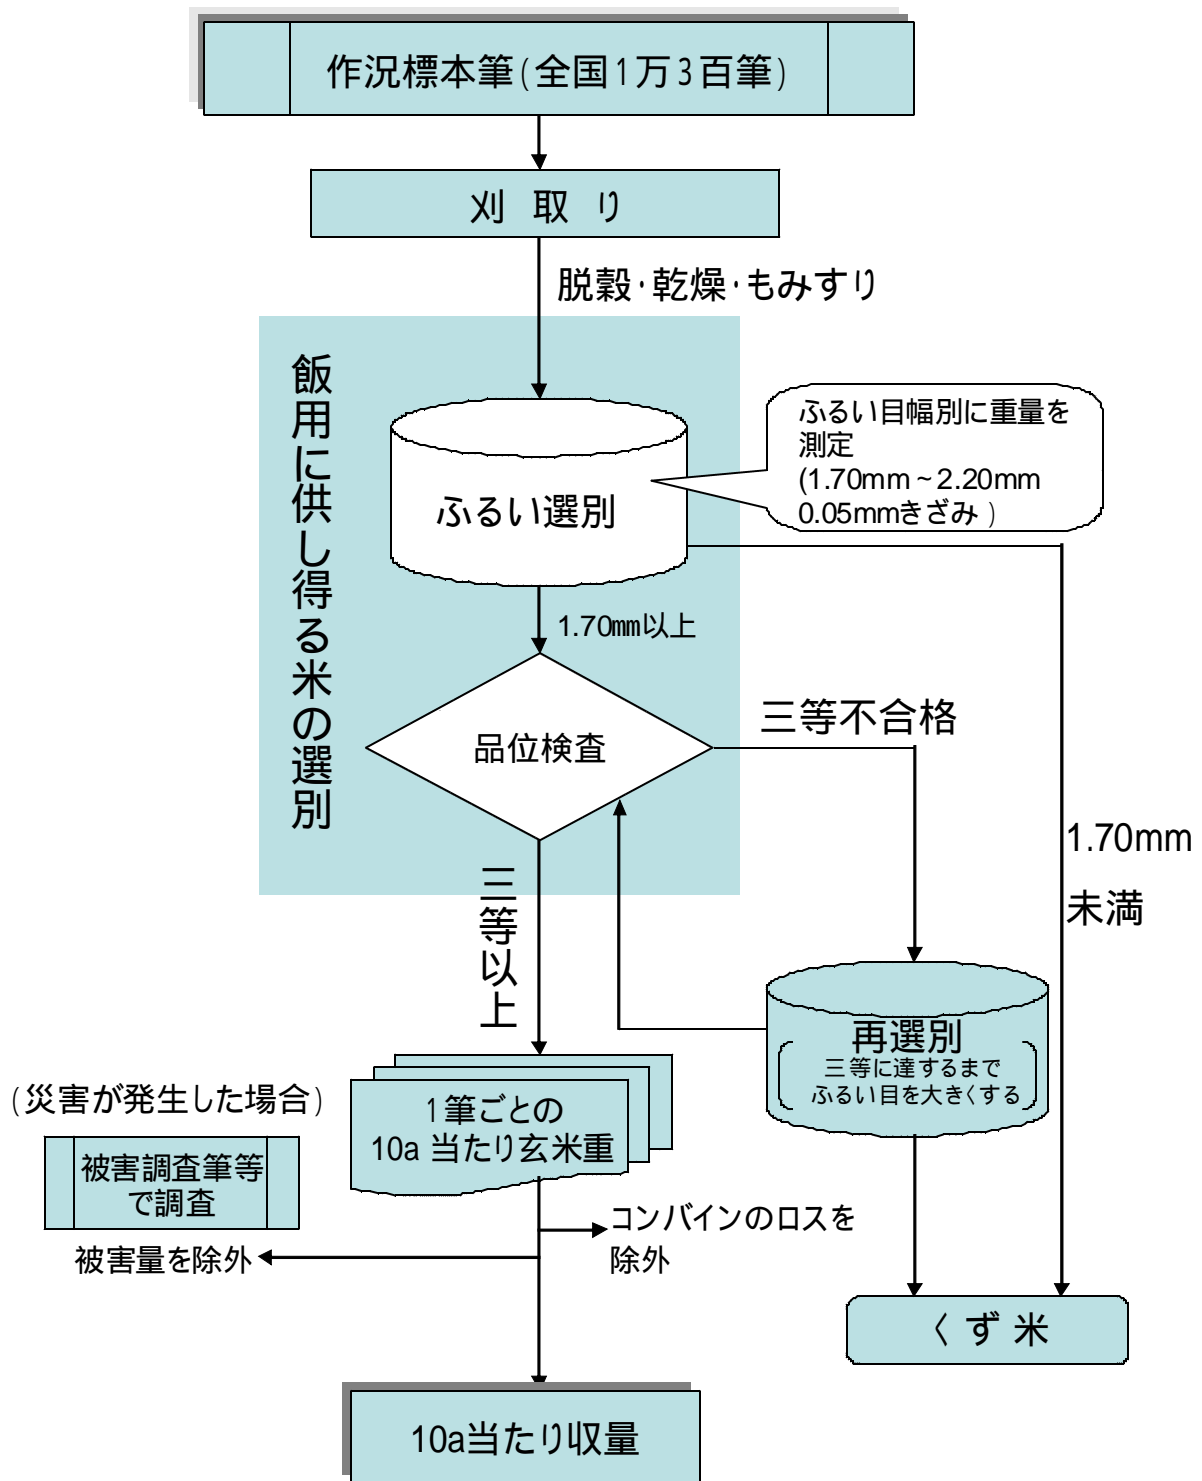 作況標本筆(全国1万3百筆)
刈 取 り
脱穀・乾燥・もみすり
飯用に供し得る米の選別
ふるい目幅別に重量を
測定
(1.70mm~2.20mm
0.05mmきざみ )
ふるい選別
1.70㎜以上
品位検査
三等不合格
1.70mm
未満
三等以上
再選別
三等に達するまで
ふるい目を大きくする
(災害が発生した場合)
1筆ごとの
10a 当たり玄米重
被害調査筆等
で調査
コンバインのロスを
除外
被害量を除外
くず米
10a当たり収量